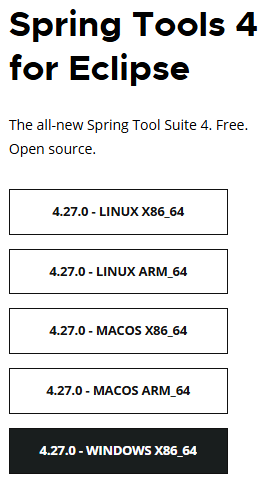 Spring Tools 4
for Eclipse
The all-new Spring Tool Suite 4. Free.
Open source.
4.27.0 - LINUX X86_64
4.27.0 - LINUX ARM_64
4.27.0 - MACOS X86_64
4.27.0 - MACOS ARM_64
4.27.0 - WINDOWS X86_64